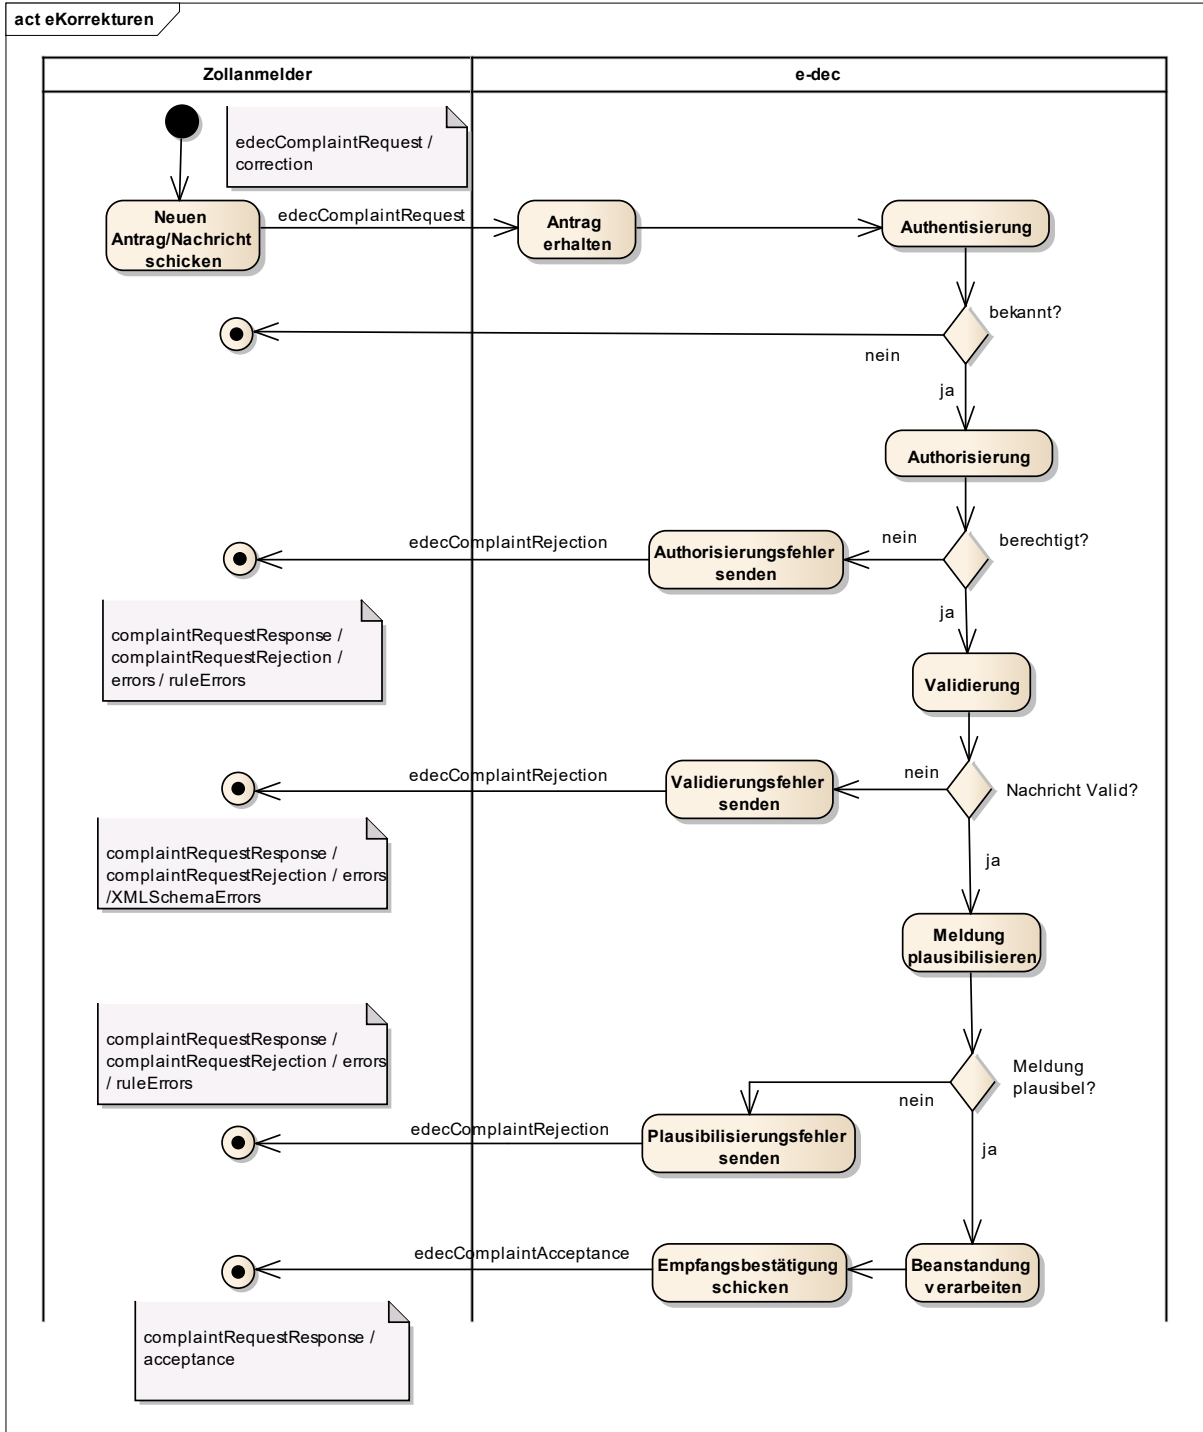 act eKorrekturen
Zollanmelder
e-dec
edecComplaintRequest /
correction
Neuen
Antrag/Nachricht
schicken
edecComplaintRequest
Antrag
erhalten
Authentisierung
bekannt?
nein
ja
Authorisierung
berechtigt?
nein
edecComplaintRejection
Authorisierungsfehler
senden
ja
complaintRequestResponse /
complaintRequestRejection /
errors / ruleErrors
Validierung
Nachricht Valid?
nein
edecComplaintRejection
Validierungsfehler
senden
complaintRequestResponse /
complaintRequestRejection / errors
/XMLSchemaErrors
ja
Meldung
plausibilisieren
complaintRequestResponse /
complaintRequestRejection / errors
/ ruleErrors
Meldung
plausibel?
nein
edecComplaintRejection
Plausibilisierungsfehler
senden
ja
edecComplaintAcceptance
Empfangsbestätigung
schicken
Beanstandung
verarbeiten
complaintRequestResponse /
acceptance